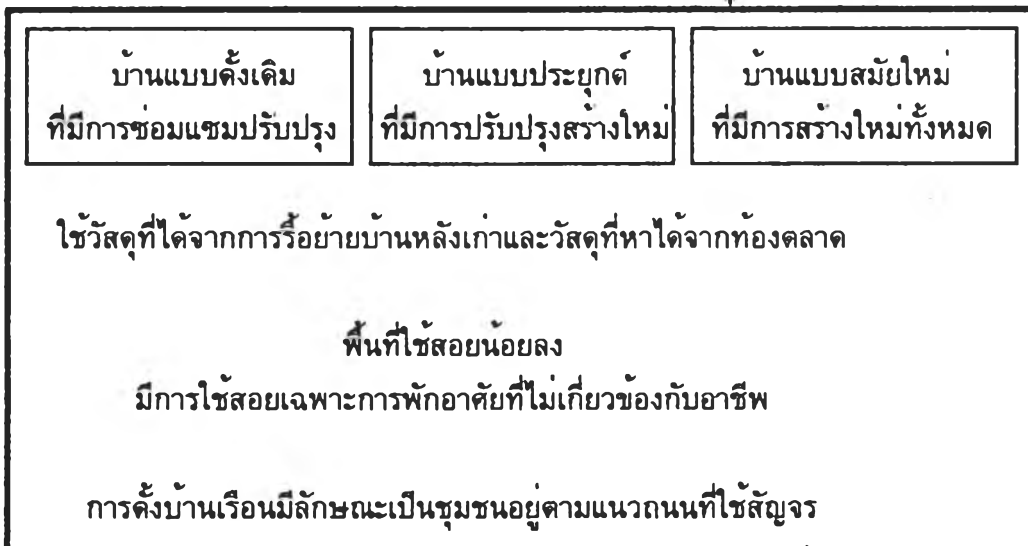 บ้านแบบดั้งเดิม
ที่มีการซ่อมแซมปรับปรุง
บ้านแบบประยุกต์
ที่มีการปรับปรุงสร้างใหม่
บ้านแบบสมัยใหม่
ที่มีการสร้างใหม่ทั้งหมด
ใช้วัสดุที่ได้จากการรื้อย้ายบ้านหลังเก่าและวัสดุที่หาได้จากท้องตลาด
พื้นที่ใช้สอยน้อยลง
มีการใช้สอยเฉพาะการพักอาศัยที่ไม่เกี่ยวข้องกับอาชีพ
การตั้งบ้านเรือนมีลักษณะเป็นชุมชนอยู่ตามแนวถนนที่ใช้สัญจร